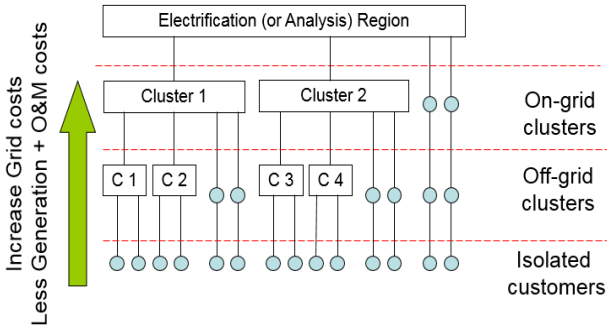 Electrification (or Analysis) Region
Cluster 1
Cluster 2
On-grid
clusters
C 1
C 2
C 3
C 4
Off-grid
clusters
Isolated
customers
Increase Grid costs
Less Generation + O&M costs